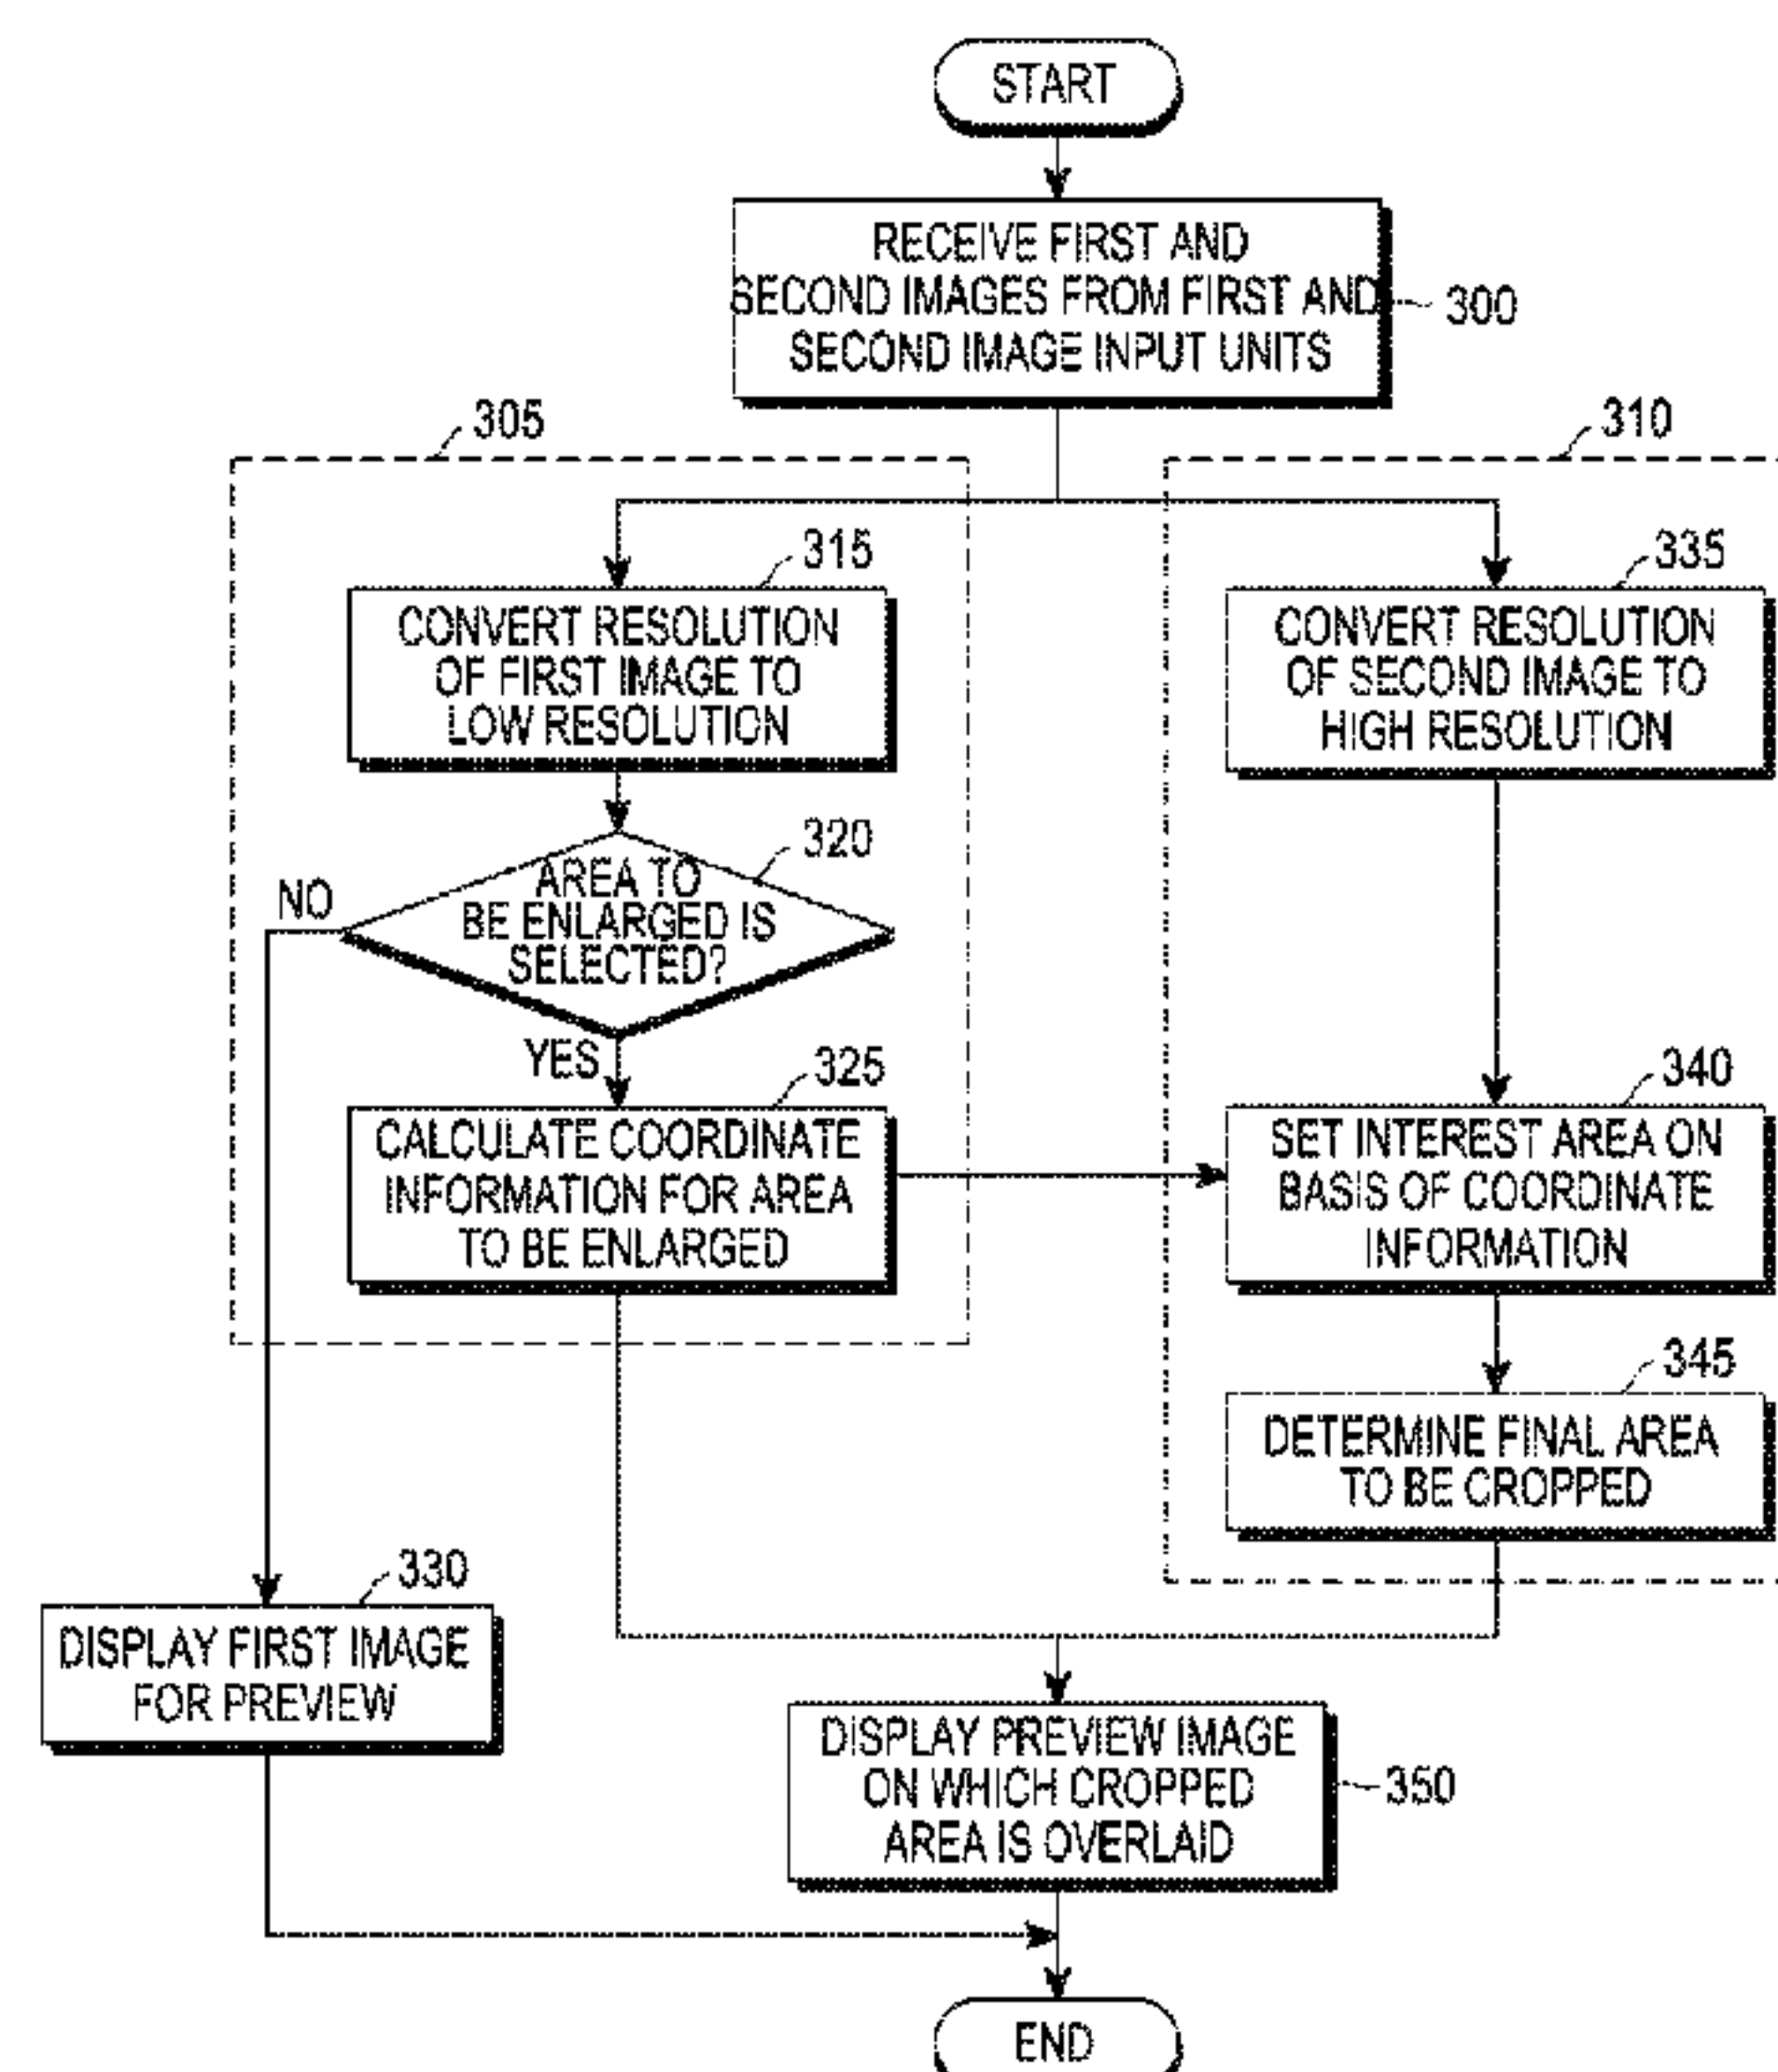 START
RECEIVE FIRST AND
SECOND IMAGES FROM FIRST AND
SECOND IMAGE INPUT UNITS
300
305
310
315
CONVERT RESOLUTION
OF FIRST IMAGE TO
LOW RESOLUTION
335
CONVERT RESOLUTION
OF SECOND IMAGE TO
HIGH RESOLUTION
320
AREA TO
BE ENLARGED IS
SELECTED?
NO
YES
325
CALCULATE COORDINATE
INFORMATION FOR AREA
TO BE ENLARGED
340
SET INTEREST AREA ON
BASIS OF COORDINATE
INFORMATION
345
DETERMINE FINAL AREA
TO BE CROPPED
330
DISPLAY FIRST IMAGE
FOR PREVIEW
DISPLAY PREVIEW IMAGE
ON WHICH CROPPED
AREA IS OVERLAID
350
END